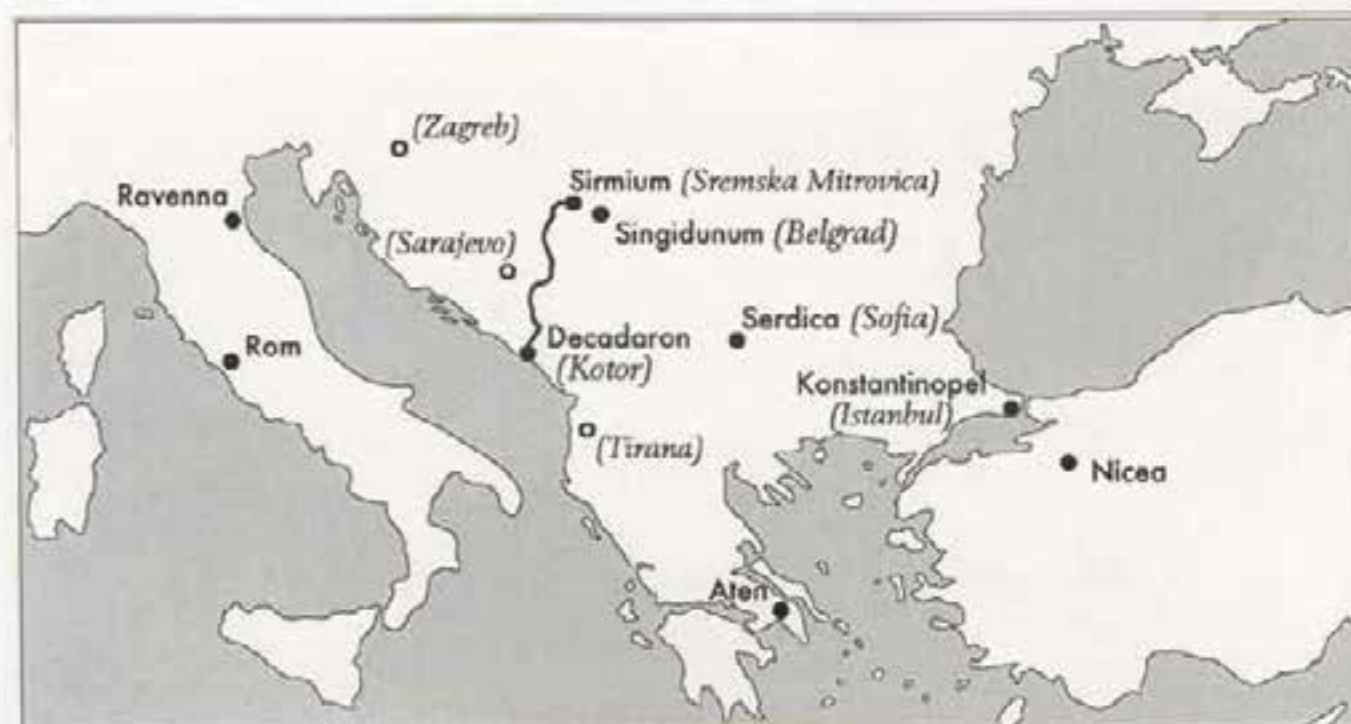 (Zagreb)
Ravenna
Sirmium (Sremska Mitrovica)
Singidunum (Belgrad)
(Sarajevo)
Rom
Decadaron
(Kotor)
Serdica (Sofia)
Konstantinopel
(Istanbul)
(Tirana)
Nicea
Aten